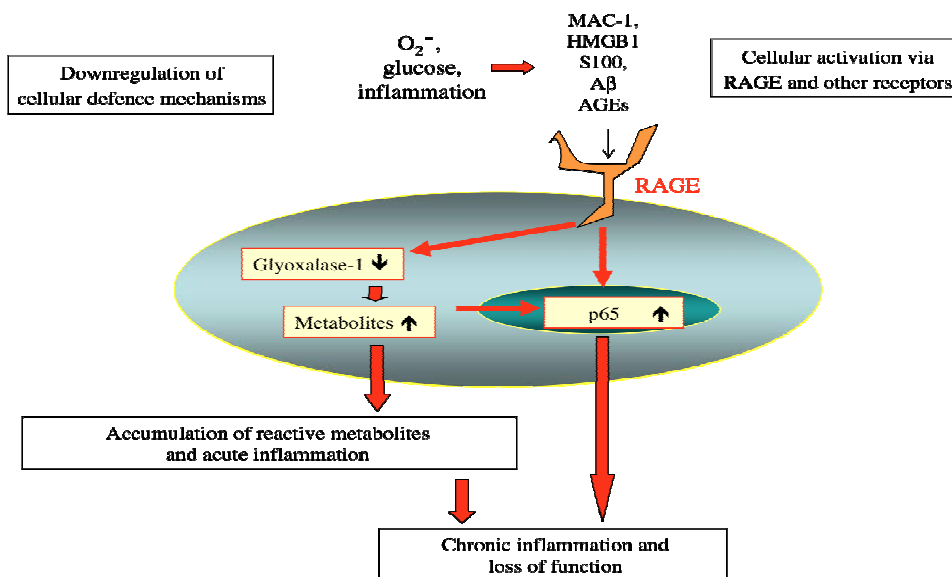 Downregulation of
cellular defence mechanisms
O₂⁻,
glucose,
inflammation
MAC-1,
HMGB1
S100,
Aβ
AGEs
Cellular activation via
RAGE and other receptors
RAGE
Glyoxalase-1
Metabolites
p65
Accumulation of reactive metabolites
and acute inflammation
Chronic inflammation and
loss of function